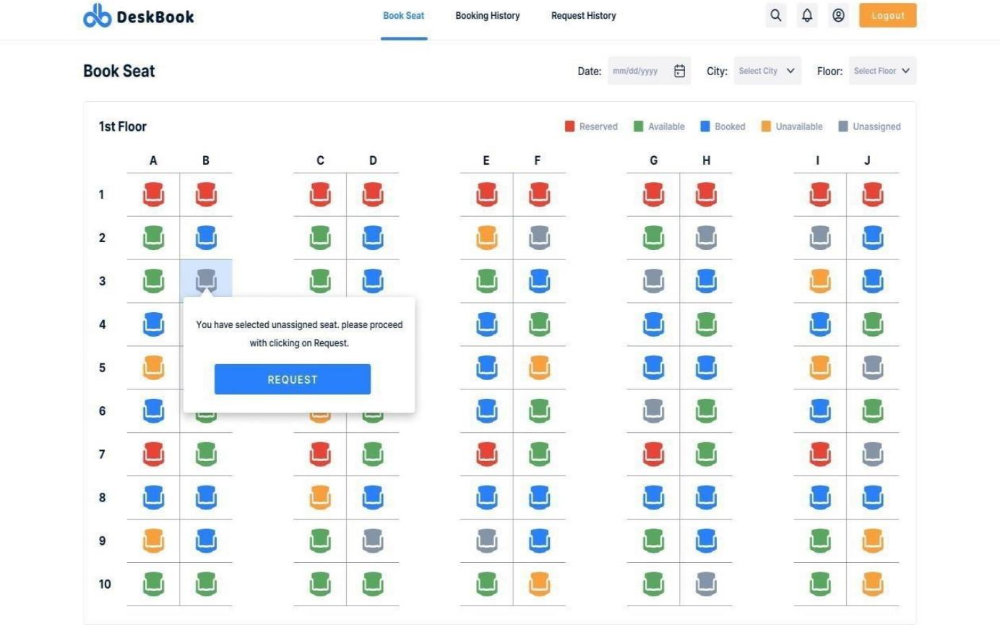 DeskBook
Book Seat
Booking History
Request History
Logout
Book Seat
Date: mm/dd/yyyy
City: Select City
Floor: Select Floor
1st Floor
Reserved
Available
Booked
Unavailable
Unassigned
A B C D E F G H I J
1
2
3
You have selected unassigned seat. please proceed
with clicking on Request.
REQUEST
4
5
6
7
8
9
10